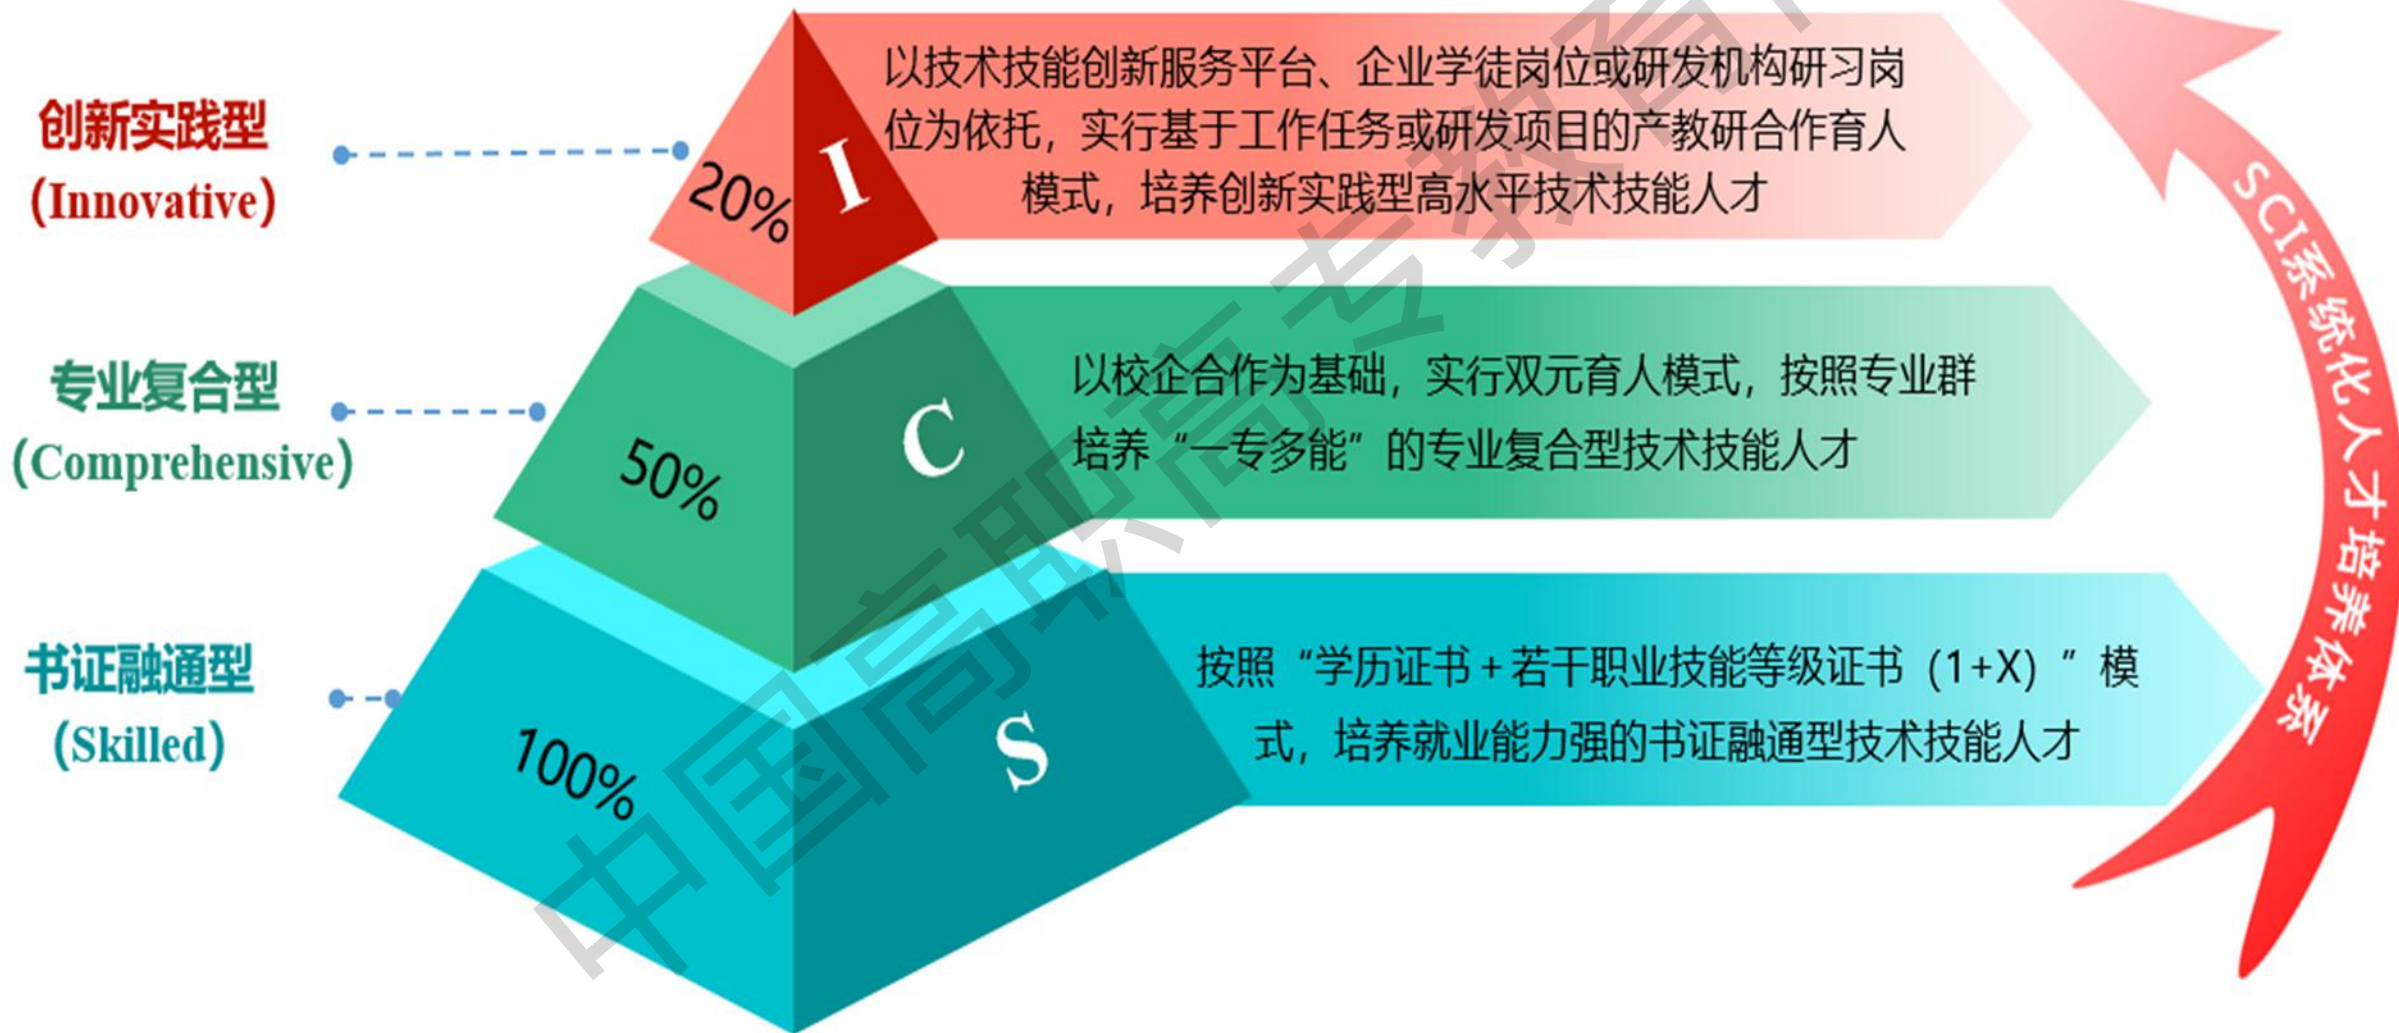 创新实践型
(Innovative)
20%
I
以技术技能创新服务平台、企业学徒岗位或研发机构研习岗
位为依托，实行基于工作任务或研发项目的产教研合作育人
模式，培养创新实践型高水平技术技能人才
专业复合型
(Comprehensive)
50%
C
以校企合作为基础，实行双元育人模式，按照专业群
培养“一专多能”的专业复合型技术技能人才
书证融通型
(Skilled)
100%
S
按照“学历证书+若干职业技能等级证书（1+X）”模
式，培养就业能力强的书证融通型技术技能人才
SCI系统化人才培养体系
中国高职高专教育